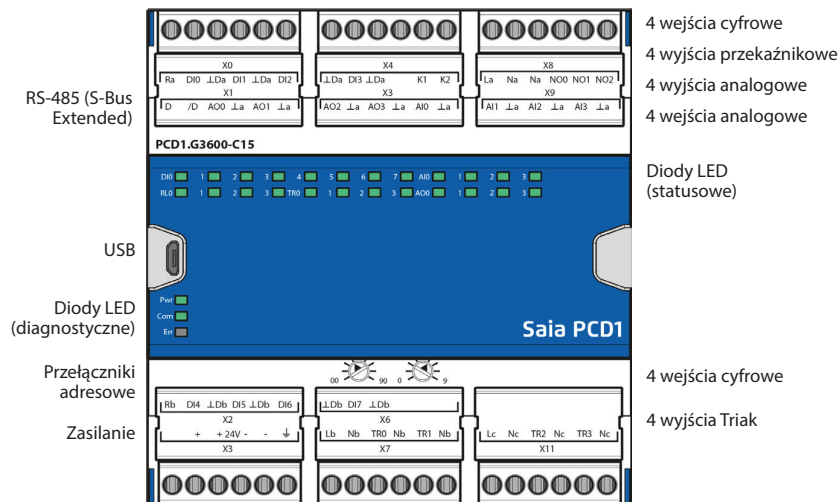 4 wejścia cyfrowe
4 wyjścia przekaźnikowe
4 wyjścia analogowe
4 wejścia analogowe
RS-485 (S-Bus
Extended)
X0
Ra DI0 ⊥Da DI1 ⊥Da DI2
X1
D /D AO0 ⊥a AO1 ⊥a
X4
⊥Da DI3 ⊥Da K1 K2
X3
AO2 ⊥a AO3 ⊥a AI0 ⊥a
X8
La Na Na NO0 NO1 NO2
X9
AI1 ⊥a AI2 ⊥a AI3 ⊥a
PCD1.G3600-C15
DI0 1 2 3 4 5 6 7 AI0 1 2 3
RL0 1 2 3 TR0 1 2 3 AO0 1 2 3
Diody LED
(statusowe)
USB
Diody LED
(diagnostyczne)
Pwr
Com
Err
Saia PCD1
Przełączniki
adresowe
00 90 0 9
4 wejścia cyfrowe
Zasilanie
Rb DI4 ⊥Db DI5 ⊥Db DI6
X2
+ + 24V - - ⏚
X3
⊥Db DI7 ⊥Db
X6
Lb Nb TR0 Nb TR1 Nb
X7
Lc Nc TR2 Nc TR3 Nc
X11
4 wyjścia Triak